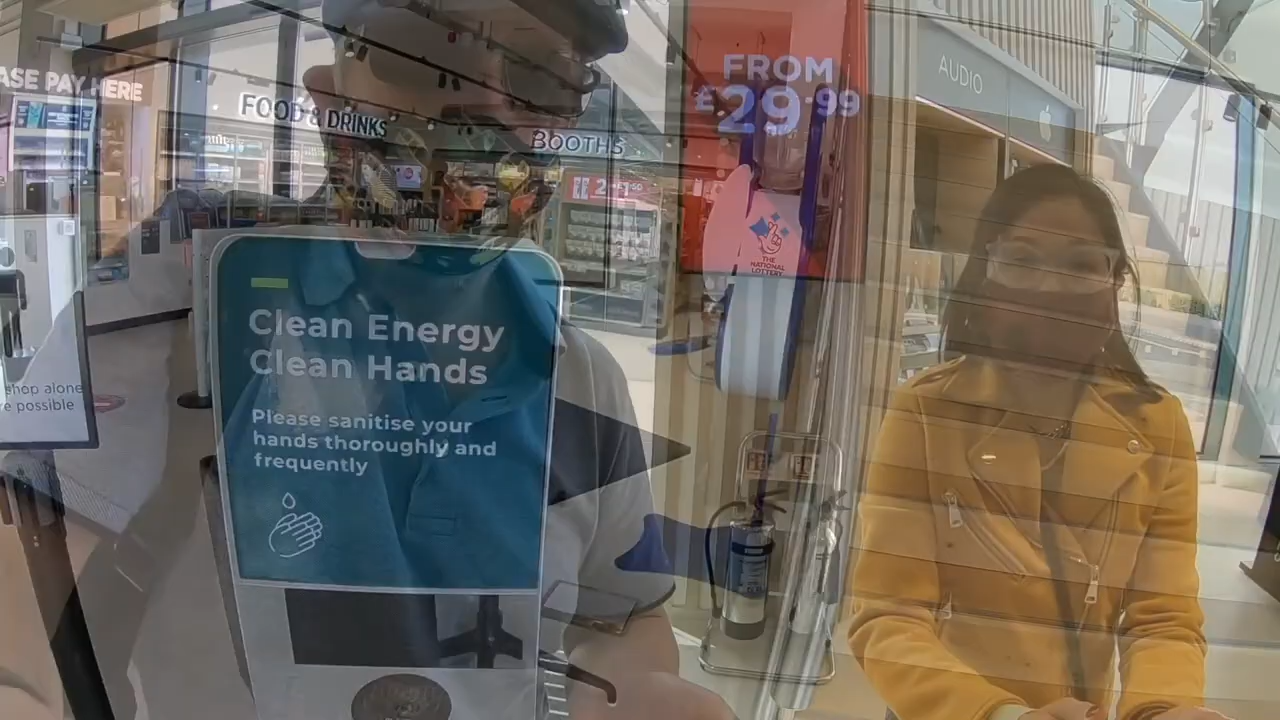 ASE PAY HERE
FOOD & DRINKS
BOOTHS
FROM
£29.99
AUDIO
THE
NATIONAL
LOTTERY
Clean Energy
Clean Hands
Please sanitise your
hands thoroughly and
frequently
shop alone
possible